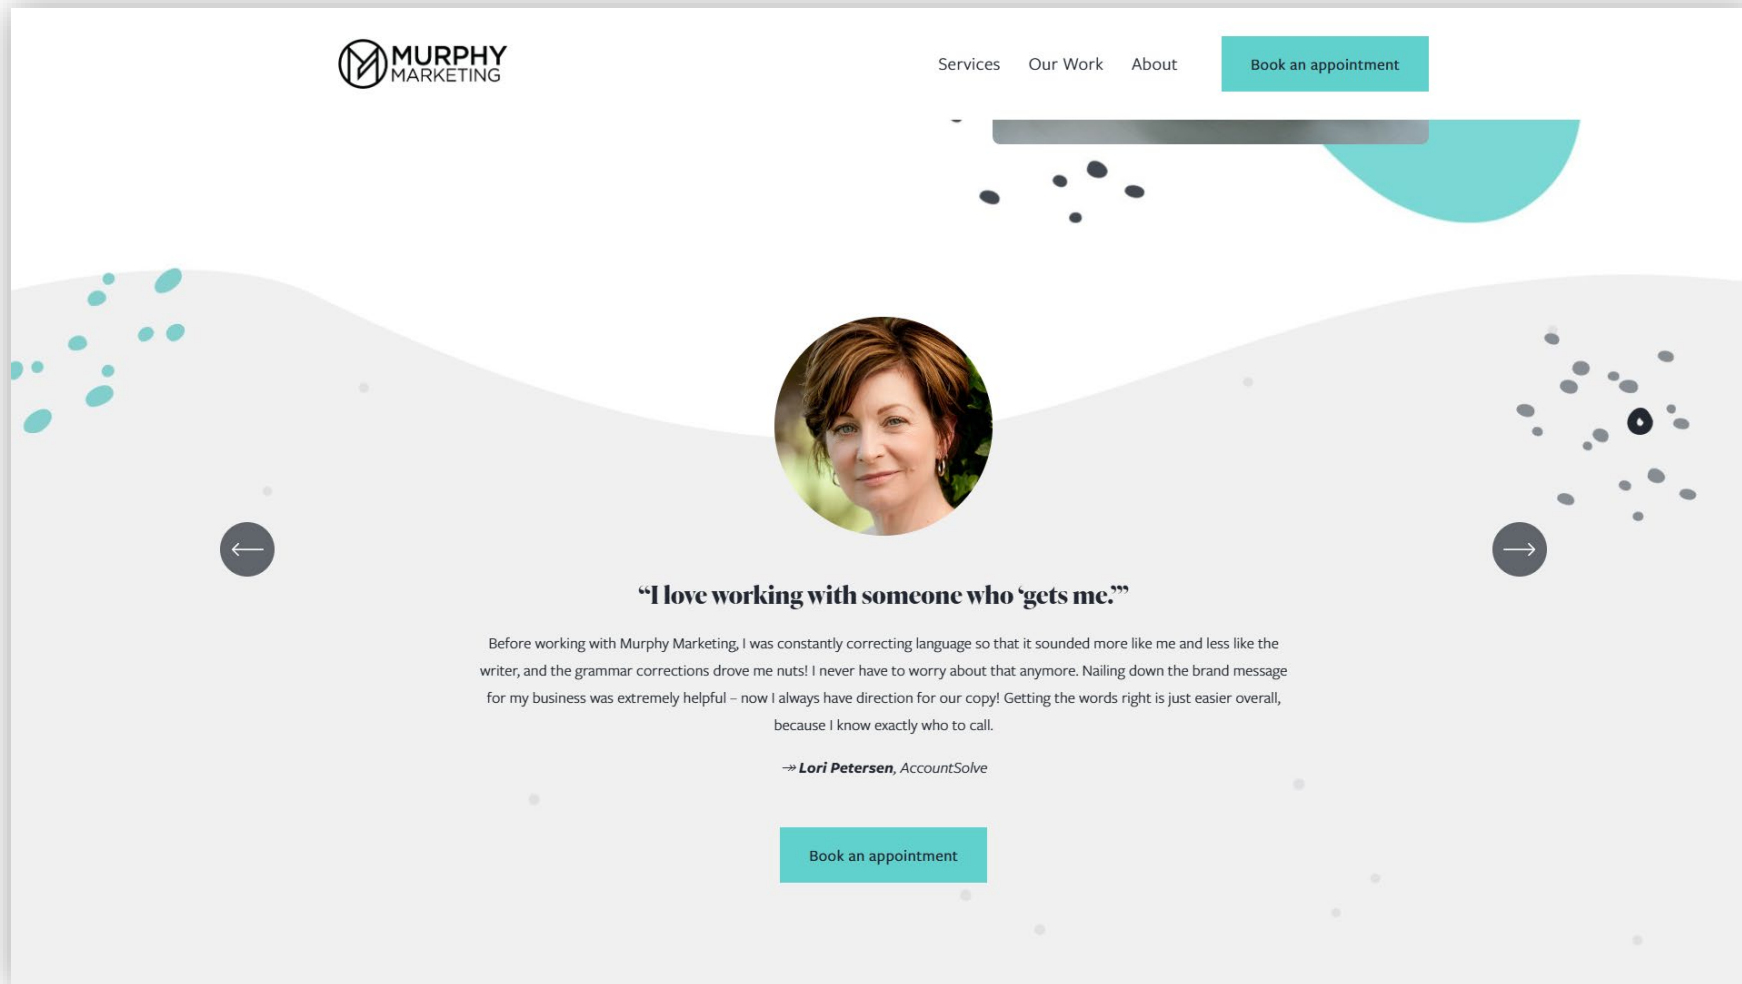 MURPHY
MARKETING
Services
Our Work
About
Book an appointment
“I love working with someone who ‘gets me.’”
Before working with Murphy Marketing, I was constantly correcting language so that it sounded more like me and less like the
writer, and the grammar corrections drove me nuts! I never have to worry about that anymore. Nailing down the brand message
for my business was extremely helpful – now I always have direction for our copy! Getting the words right is just easier overall,
because I know exactly who to call.
↠ Lori Petersen, AccountSolve
Book an appointment